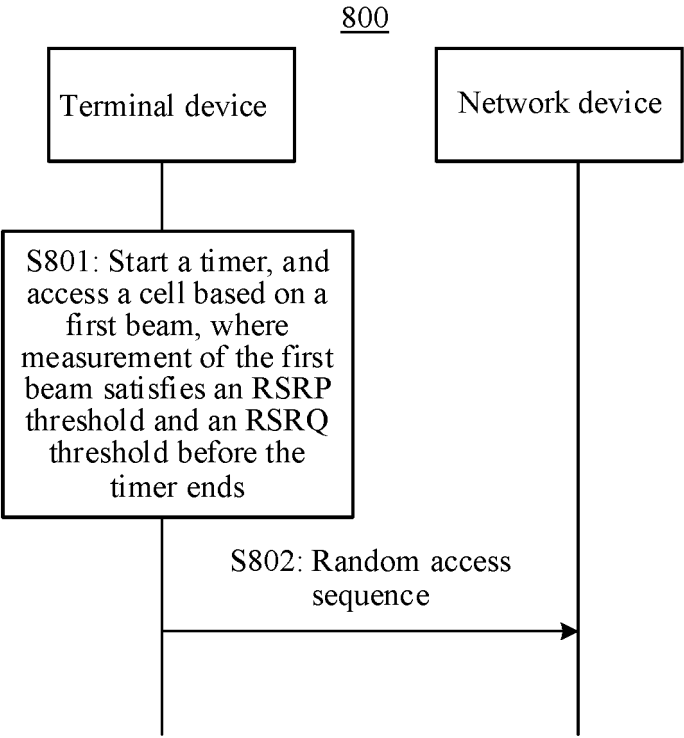 800
Terminal device
Network device
S801: Start a timer, and
access a cell based on a
first beam, where
measurement of the first
beam satisfies an RSRP
threshold and an RSRQ
threshold before the
timer ends
S802: Random access
sequence